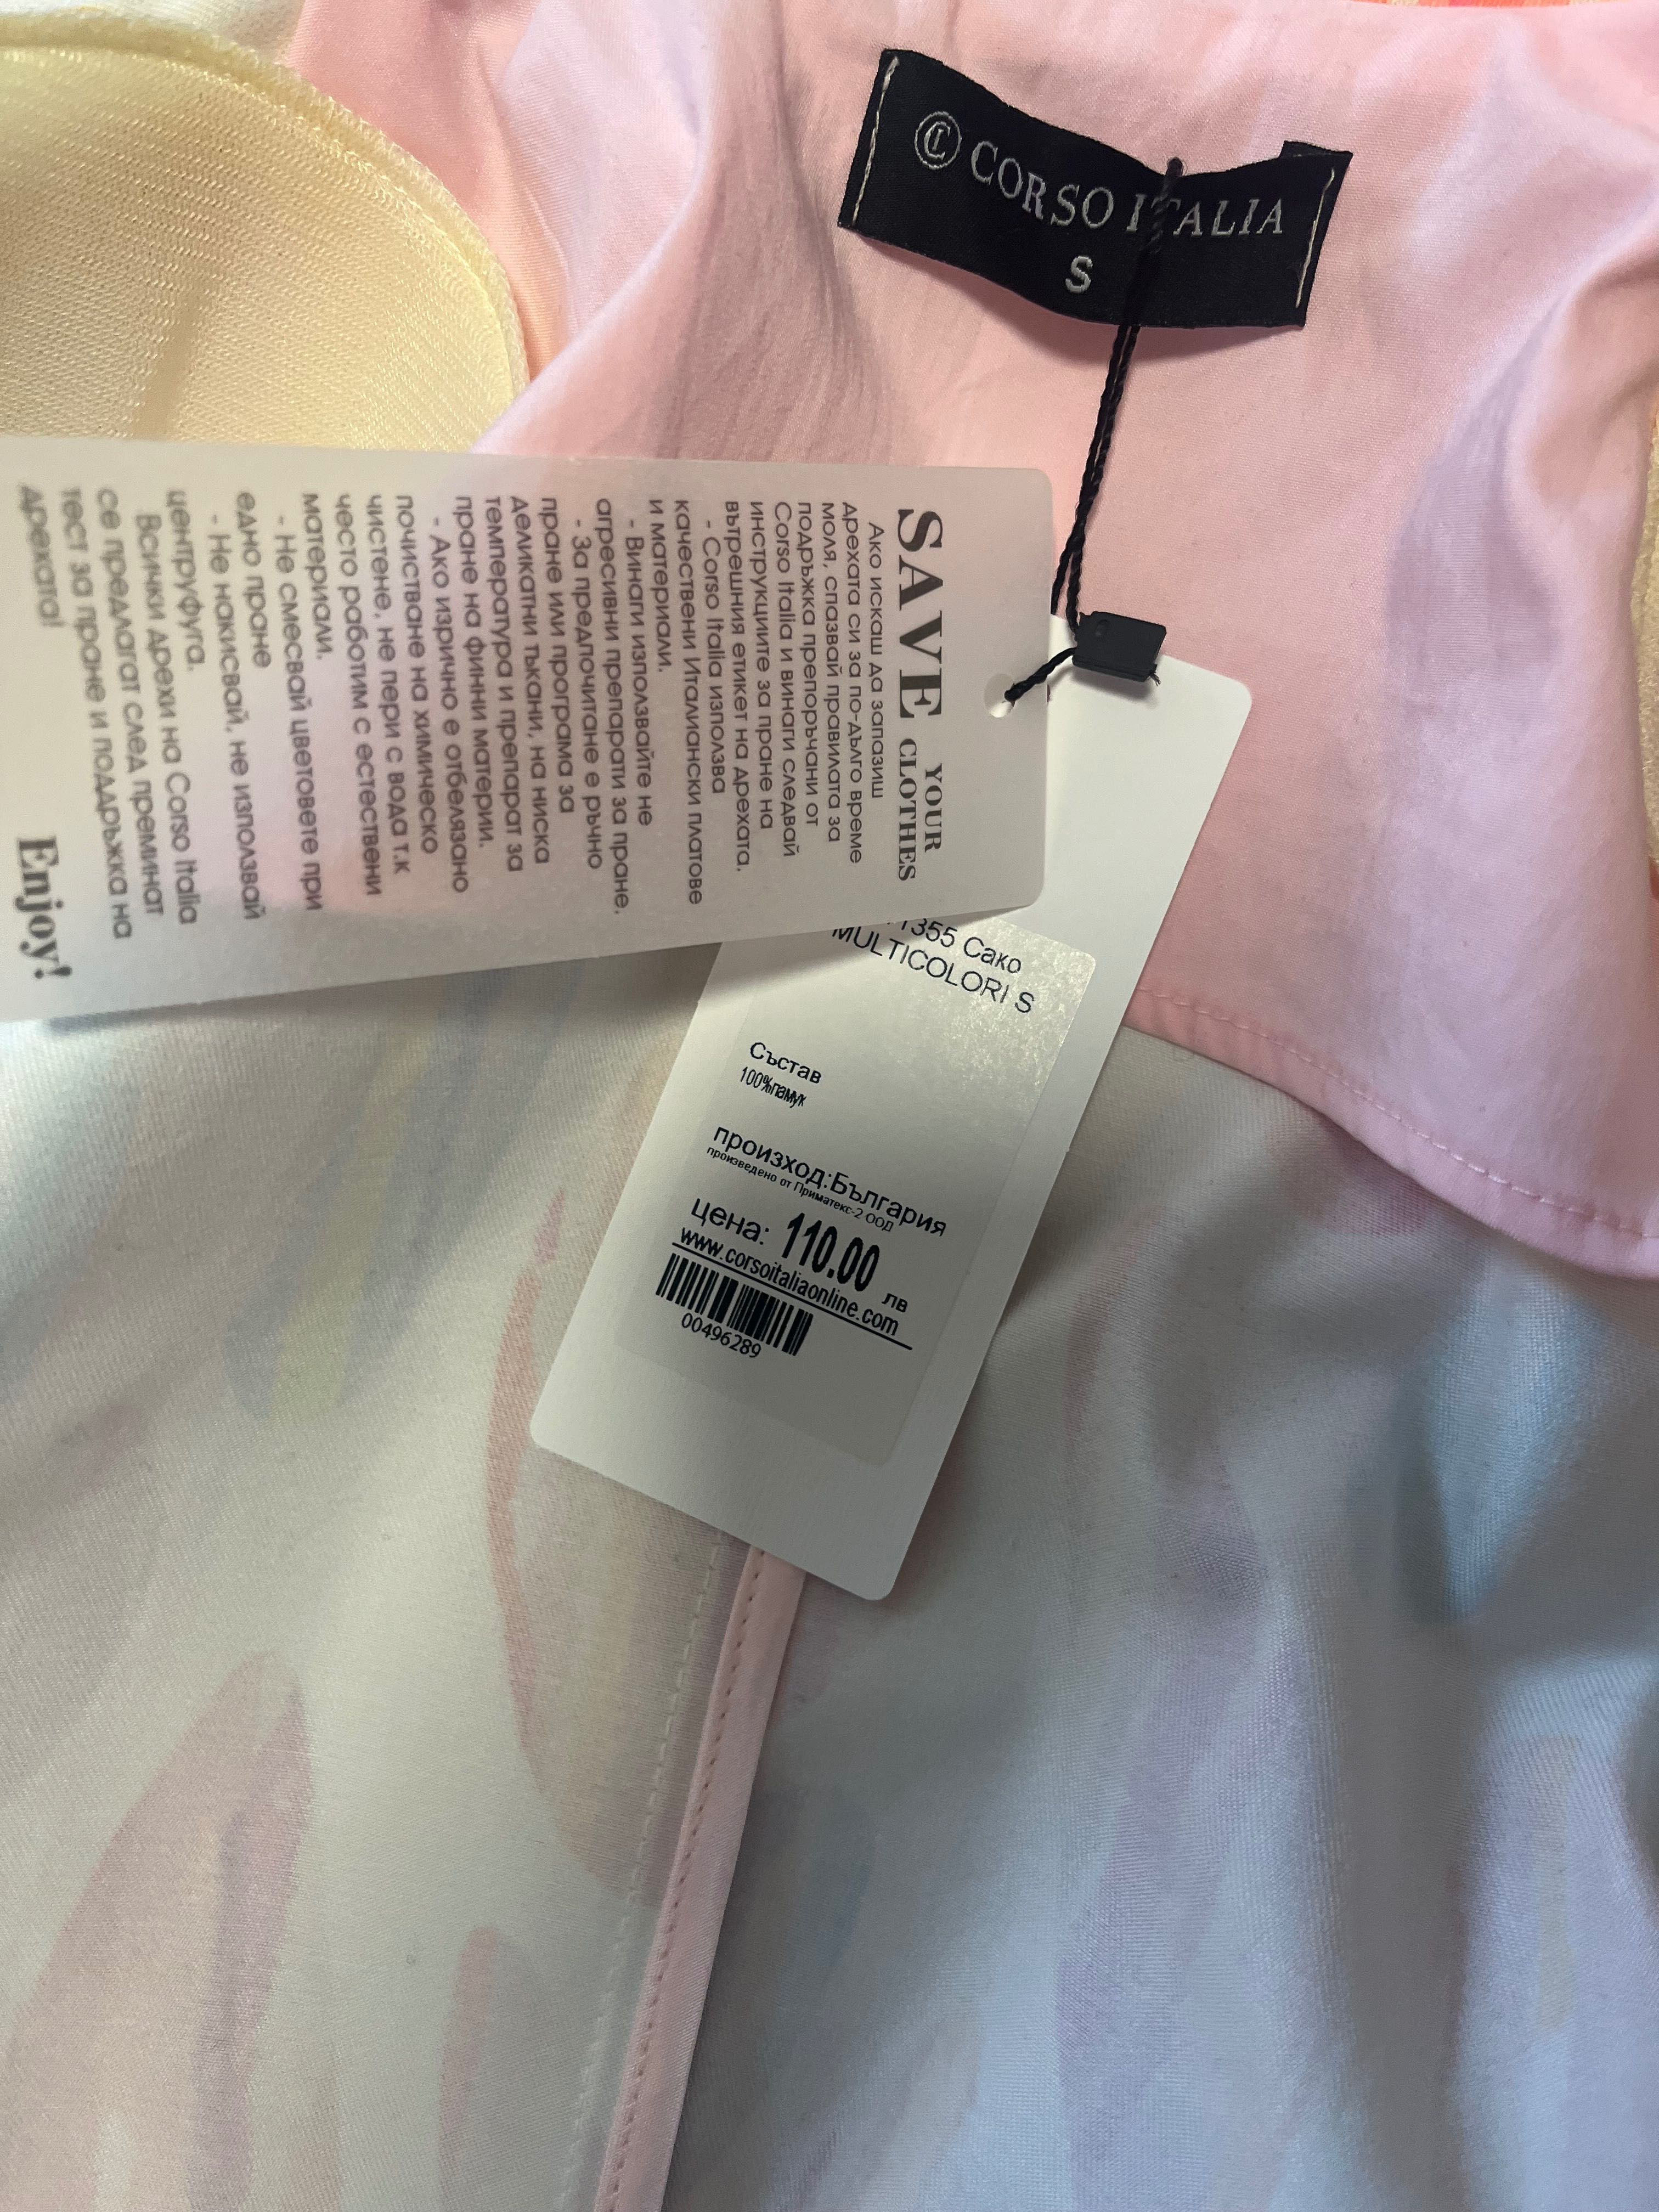 © CORSO ITALIA
S
SAVE YOUR
CLOTHES
Ако искаш да запазиш
дрехата си за по-дълго време
моля, спазвай правилата за
подръжка препоръчани от
Corso Italia и винаги следвай
инструкциите за пране на
вътрешния етикет на дрехата.
- Corso Italia използва
качествени Италиански платове
и материали.
- Винаги използвайте не
агресивни препарати за пране.
- За предпочитане е ръчно
пране или програма за
деликатни тъкани, на ниска
температура и препарат за
пране на финни материи.
- Ако изрично е отбелязано
почистване на химическо
чистене, не пери с вода т.к
често работим с естествени
материали.
- Не смесвай цветовете при
едно пране
- Не накисвай, не използвай
центруфуга.
Всички дрехи на Corso Italia
се предлагат след преминат
тест за пране и поддръжка на
дрехата!
Enjoy!
1355 Сако
MULTICOLORI S
Състав
100%памук
произход:България
произведено от Приматекс-2 ООД
цена: 110.00 лв
www.corsoitaliaonline.com
00496289